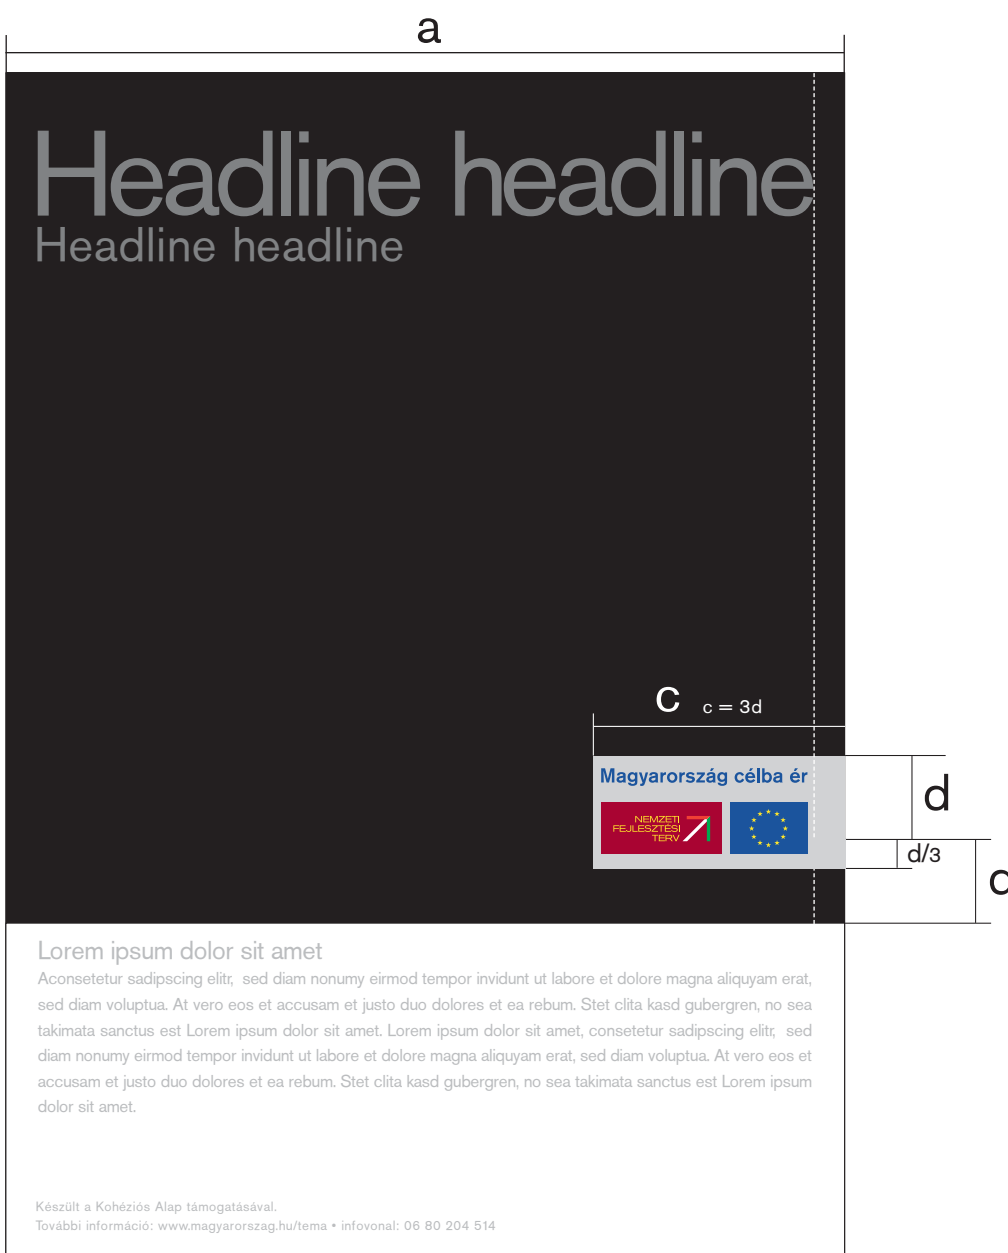 a
Headline headline
Headline headline
c c = 3d
Magyarország célba ér
NEMZETI
FEJLESZTÉSI
TERV
d
d/3
d
Lorem ipsum dolor sit amet
Aconsetetur sadipscing elitr, sed diam nonumy eirmod tempor invidunt ut labore et dolore magna aliquyam erat,
sed diam voluptua. At vero eos et accusam et justo duo dolores et ea rebum. Stet clita kasd gubergren, no sea
takimata sanctus est Lorem ipsum dolor sit amet. Lorem ipsum dolor sit amet, consetetur sadipscing elitr, sed
diam nonumy eirmod tempor invidunt ut labore et dolore magna aliquyam erat, sed diam voluptua. At vero eos et
accusam et justo duo dolores et ea rebum. Stet clita kasd gubergren, no sea takimata sanctus est Lorem ipsum
dolor sit amet.
Készült a Kohéziós Alap támogatásával.
További információ: www.magyarorszag.hu/tema • infovonal: 06 80 204 514